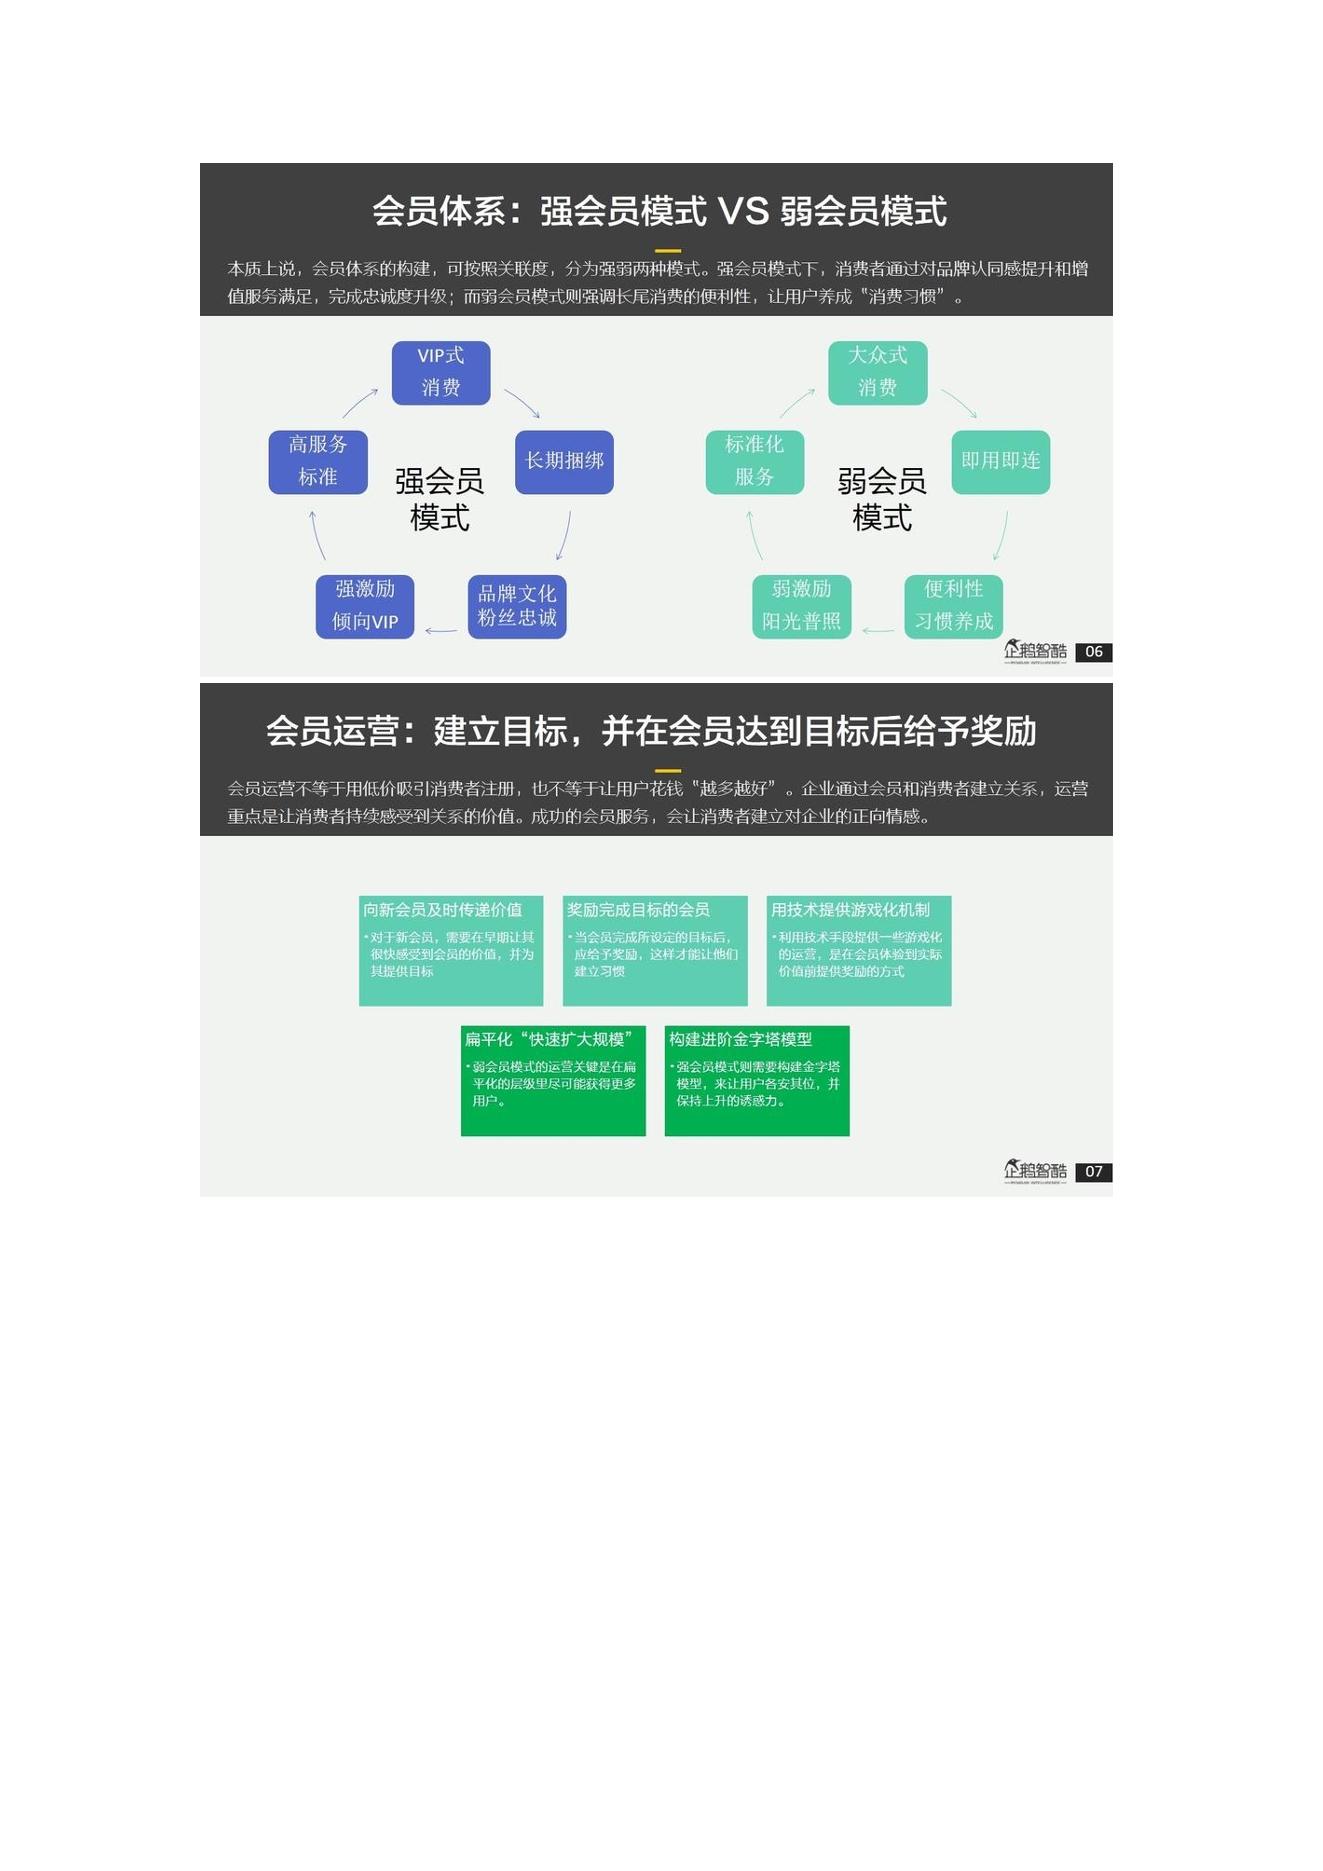 会员体系：强会员模式 VS 弱会员模式
本质上说，会员体系的构建，可按照关联度，分为强弱两种模式。强会员模式下，消费者通过对品牌认同感提升和增
值服务满足，完成忠诚度升级；而弱会员模式则强调长尾消费的便利性，让用户养成“消费习惯”。
VIP式
消费
长期捆绑
品牌文化
粉丝忠诚
强激励
倾向VIP
高服务
标准
强会员
模式
大众式
消费
即用即连
便利性
习惯养成
弱激励
阳光普照
标准化
服务
弱会员
模式
企鹅智酷
06
会员运营：建立目标，并在会员达到目标后给予奖励
会员运营不等于用低价吸引消费者注册，也不等于让用户花钱“越多越好”。企业通过会员和消费者建立关系，运营
重点是让消费者持续感受到关系的价值。成功的会员服务，会让消费者建立对企业的正向情感。
向新会员及时传递价值
•对于新会员，需要在早期让其
很快感受到会员的价值，并为
其提供目标
奖励完成目标的会员
•当会员完成所设定的目标后，
应给予奖励，这样才能让他们
建立习惯
用技术提供游戏化机制
•利用技术手段提供一些游戏化
的运营，是在会员体验到实际
价值前提供奖励的方式
扁平化“快速扩大规模”
•弱会员模式的运营关键是在扁
平化的层级里尽可能获得更多
用户。
构建进阶金字塔模型
•强会员模式则需要构建金字塔
模型，来让用户各安其位，并
保持上升的诱惑力。
企鹅智酷
07